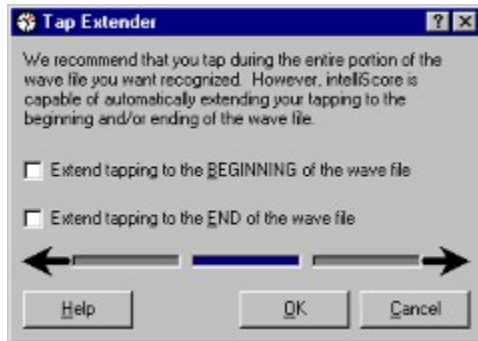 Tap Extender
We recommend that you tap during the entire portion of the
wave file you want recognized. However, intelliScore is
capable of automatically extending your tapping to the
beginning and/or ending of the wave file.
Extend tapping to the BEGINNING of the wave file
Extend tapping to the END of the wave file
Help OK Cancel